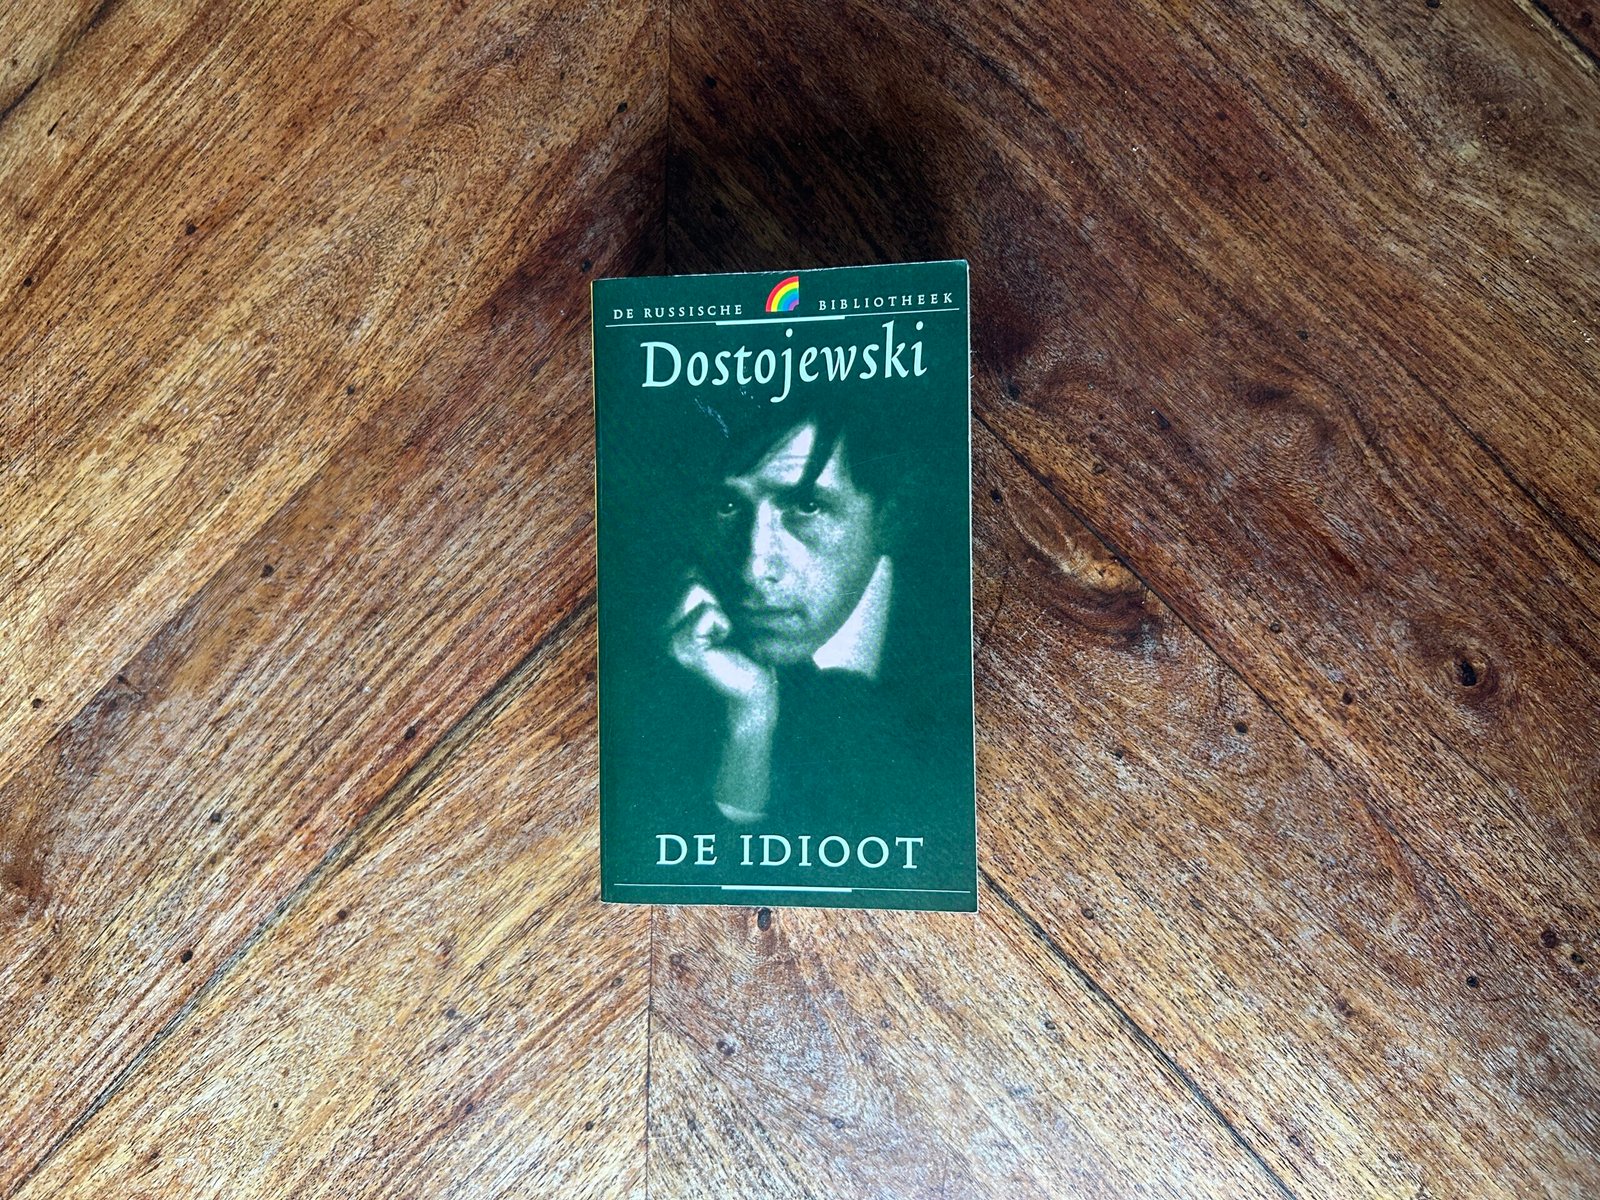 DE RUSSISCHE BIBLIOTHEEK
Dostojewski
DE IDIOOT